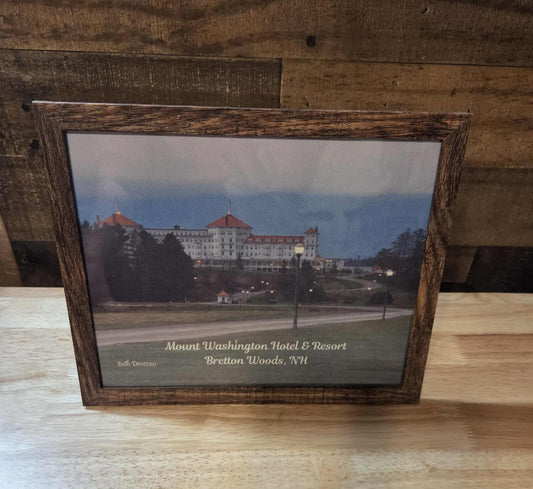 Mount Washington Hotel & Resort
Bretton Woods, NH